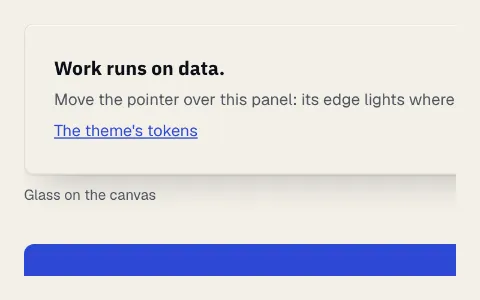 Work runs on data.
Move the pointer over this panel: its edge lights where
The theme's tokens
Glass on the canvas